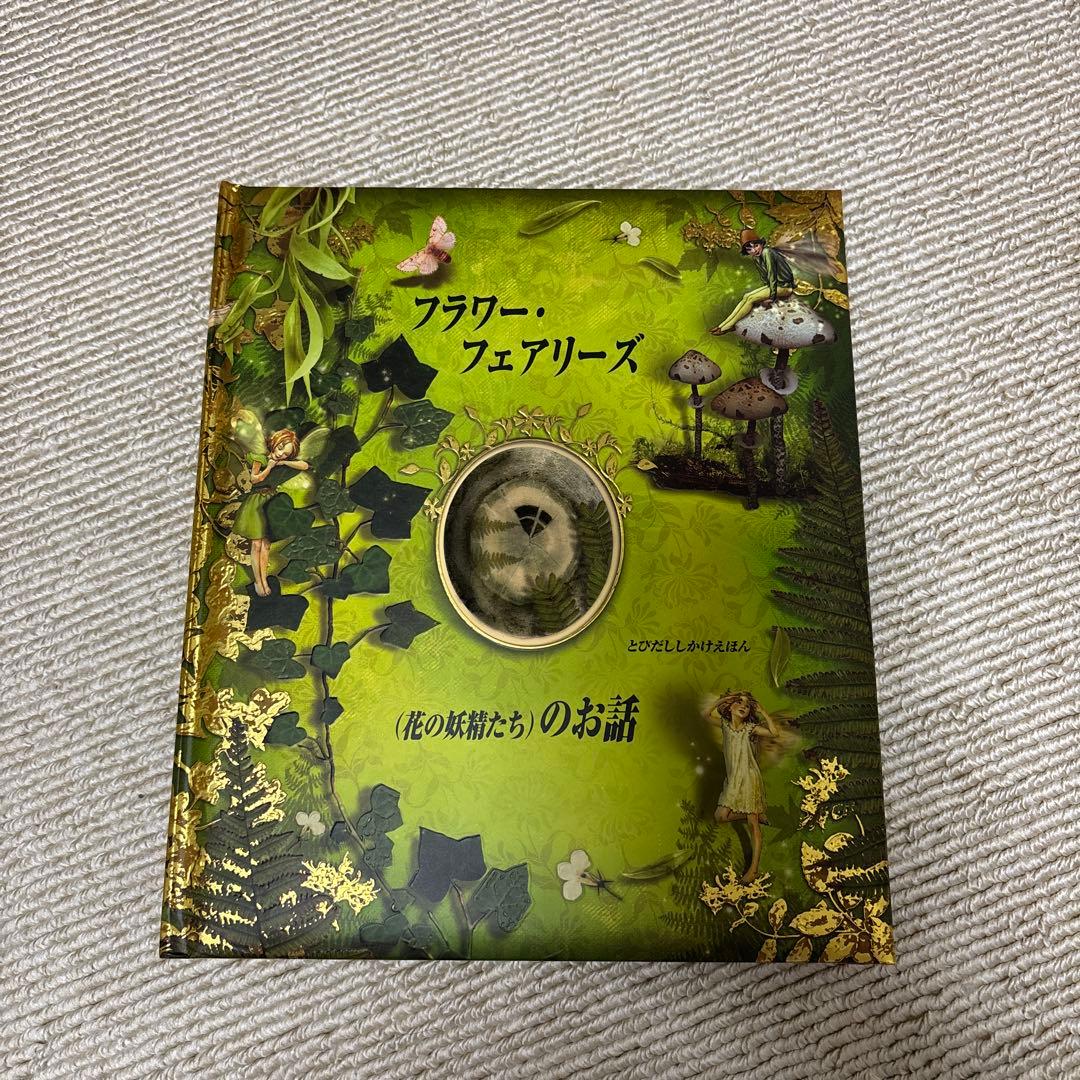 フラワー・
フェアリーズ
とびだししかけえほん
(花の妖精たち)のお話